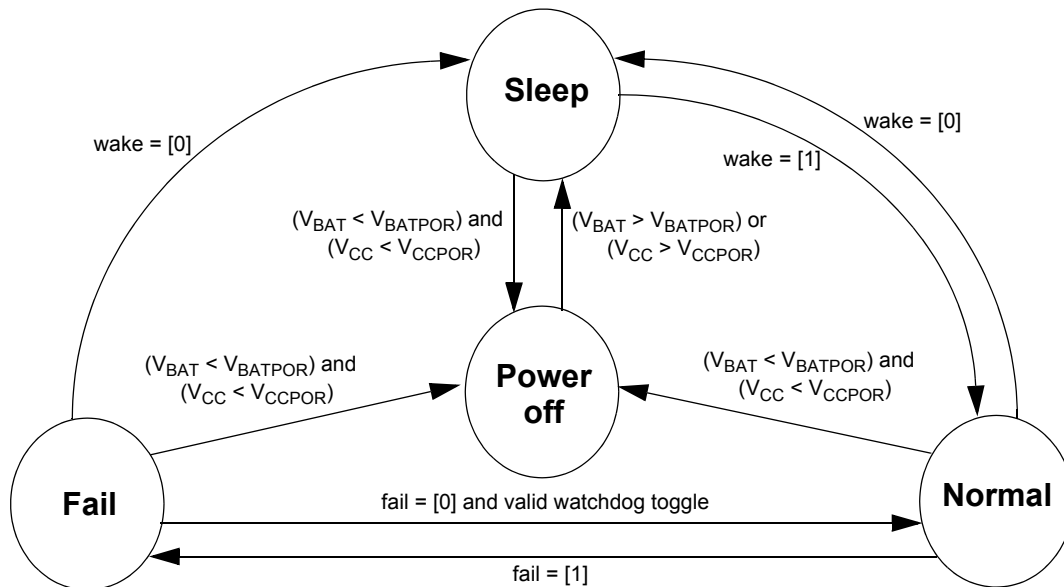 Sleep
wake = [0]
wake = [0]
wake = [1]
(VBAT < VBATPOR) and
(VCC < VCCPOR)
(VBAT > VBATPOR) or
(VCC > VCCPOR)
(VBAT < VBATPOR) and
(VCC < VCCPOR)
Power
off
(VBAT < VBATPOR) and
(VCC < VCCPOR)
Fail
Normal
fail = [0] and valid watchdog toggle
fail = [1]